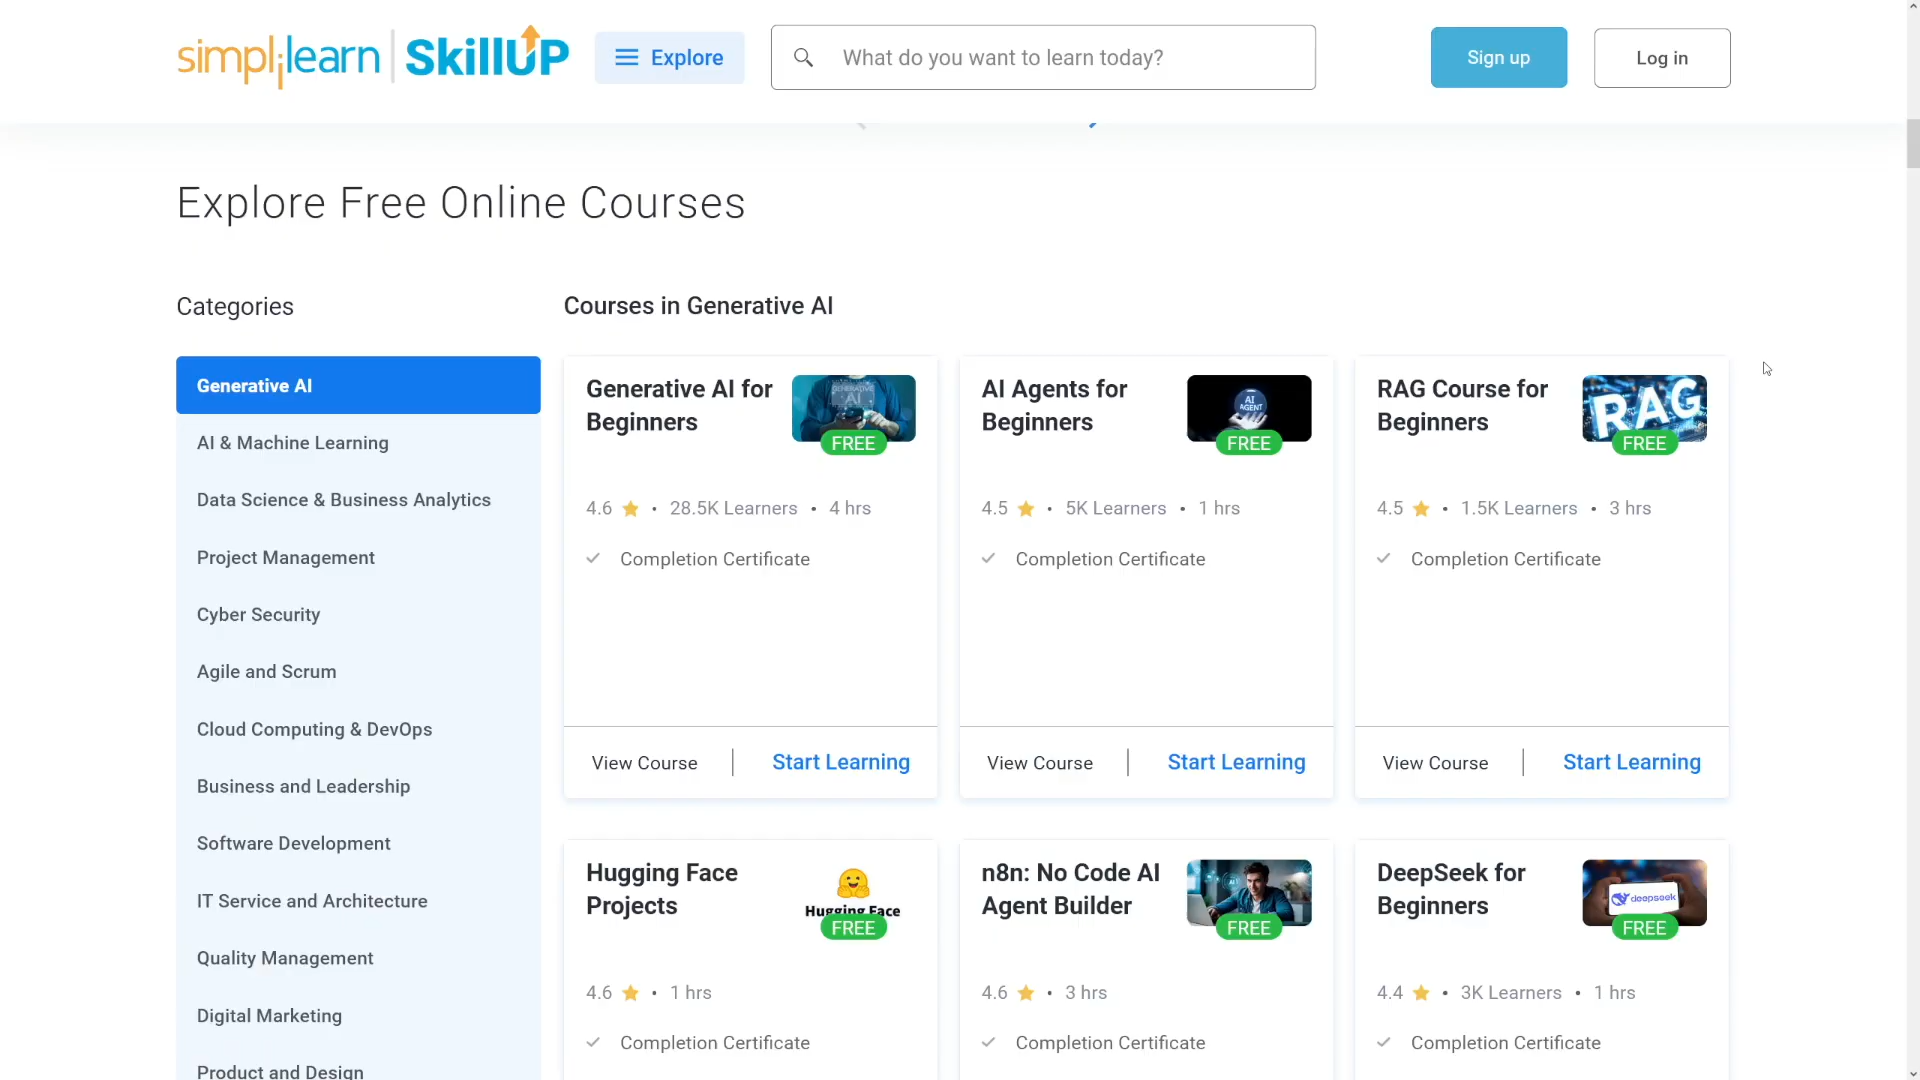 simplilearn | SkillUP
Explore
What do you want to learn today?
Sign up
Log in
Explore Free Online Courses
Categories
Generative AI
AI & Machine Learning
Data Science & Business Analytics
Project Management
Cyber Security
Agile and Scrum
Cloud Computing & DevOps
Business and Leadership
Software Development
IT Service and Architecture
Quality Management
Digital Marketing
Product and Design
Courses in Generative AI
Generative AI for
Beginners
GENERATIVE
AI
FREE
4.6 • 28.5K Learners • 4 hrs
Completion Certificate
View Course | Start Learning
AI Agents for
Beginners
AI
AGENT
FREE
4.5 • 5K Learners • 1 hrs
Completion Certificate
View Course | Start Learning
RAG Course for
Beginners
RAG
FREE
4.5 • 1.5K Learners • 3 hrs
Completion Certificate
View Course | Start Learning
Hugging Face
Projects
Hugging Face
FREE
4.6 • 1 hrs
Completion Certificate
n8n: No Code AI
Agent Builder
FREE
4.6 • 3 hrs
Completion Certificate
DeepSeek for
Beginners
deepseek
FREE
4.4 • 3K Learners • 1 hrs
Completion Certificate